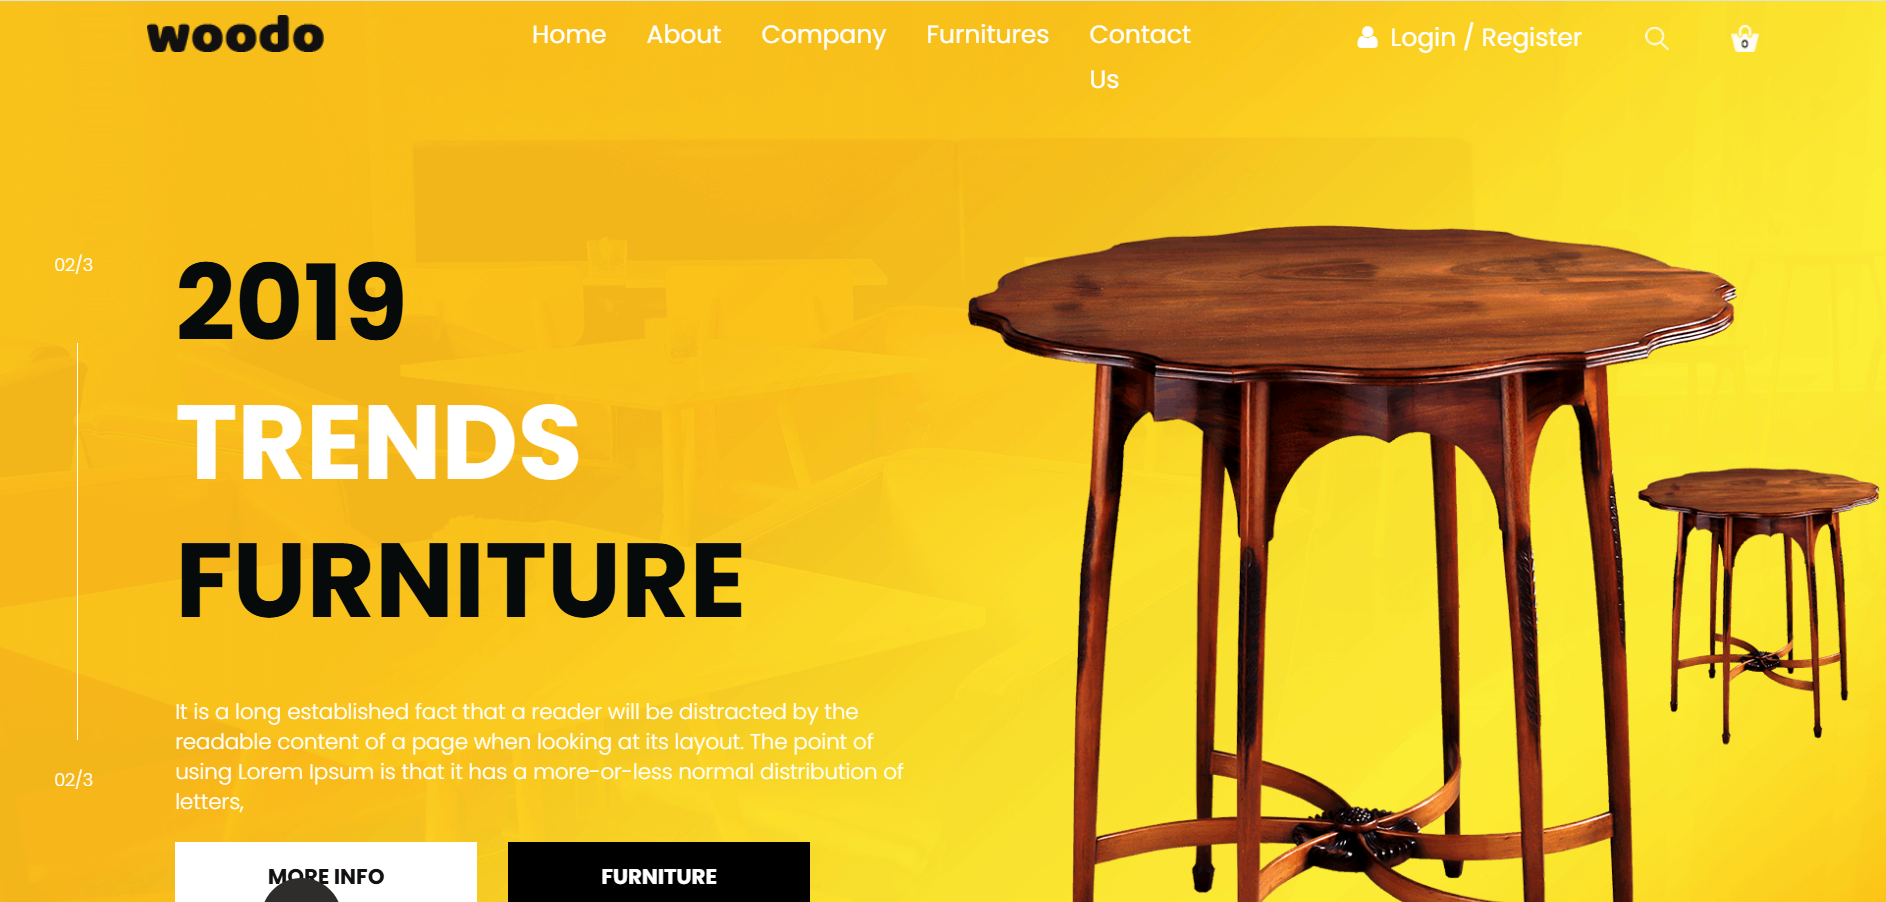 woodo
Home About Company Furnitures Contact Us
Login / Register
0
02/3
2019
TRENDS
FURNITURE
It is a long established fact that a reader will be distracted by the
readable content of a page when looking at its layout. The point of
using Lorem Ipsum is that it has a more-or-less normal distribution of
letters,
02/3
MORE INFO
FURNITURE